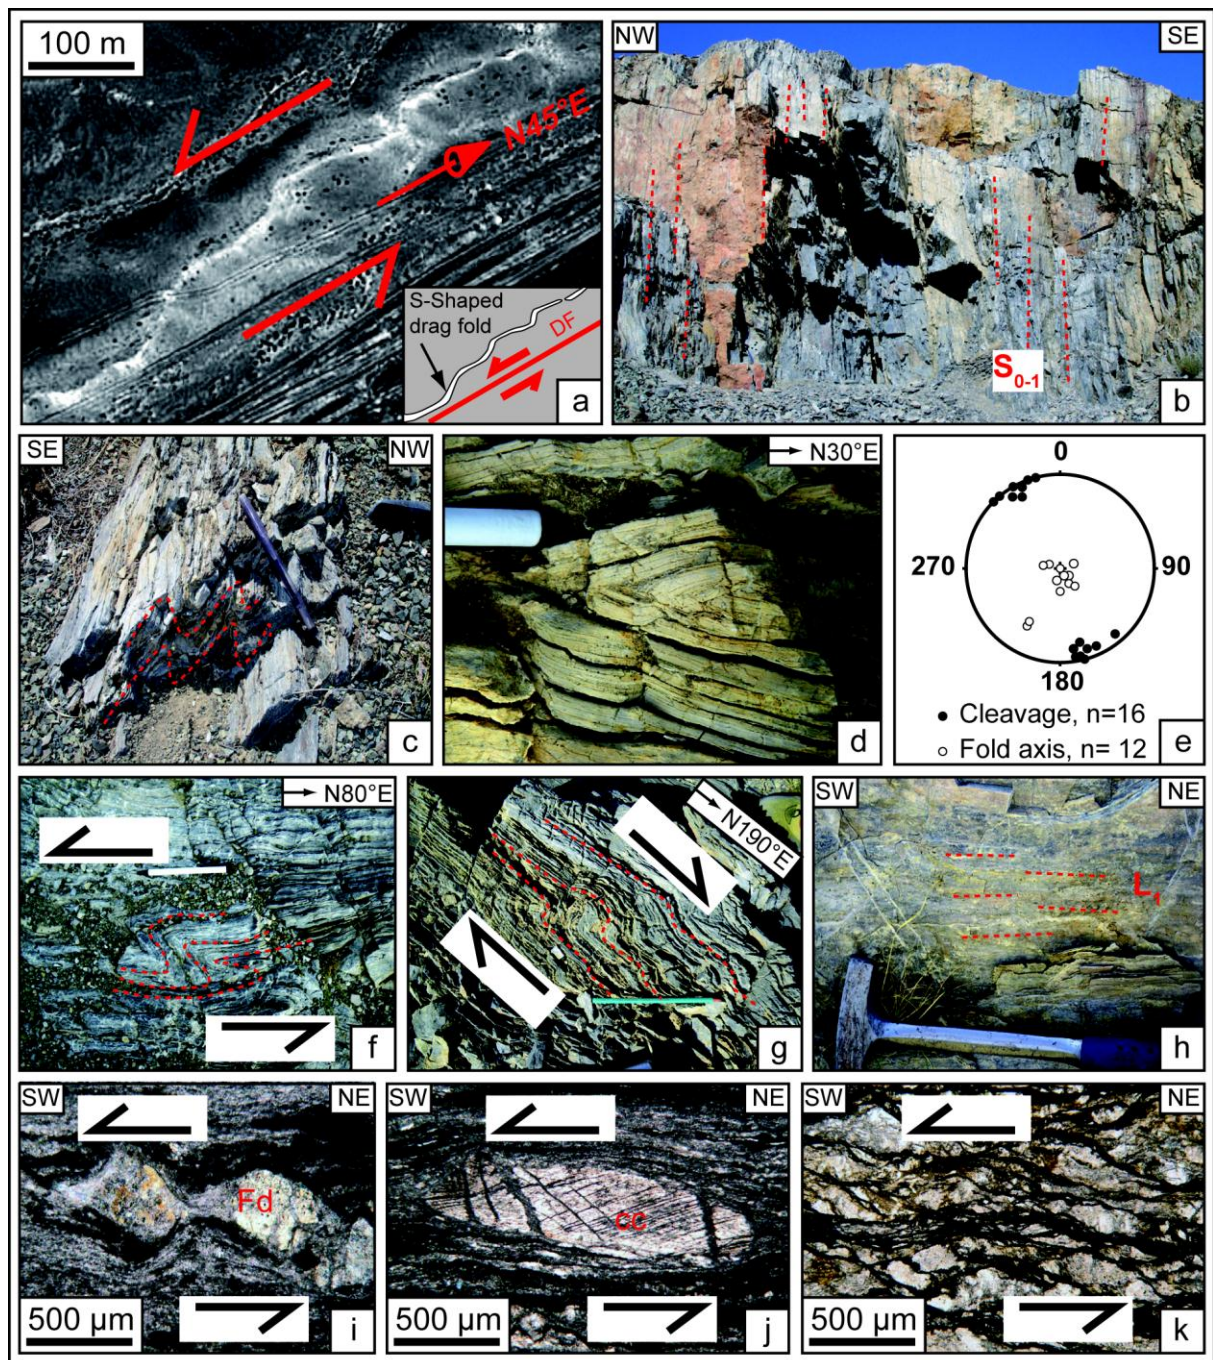 100 m
N45°E
S-Shaped
drag fold
DF
a
NW
SE
S0-1
b
SE
NW
c
N30°E
d
0
270
90
180
Cleavage, n=16
Fold axis, n= 12
e
N80°E
f
N190°E
g
SW
NE
L1
h
SW
NE
Fd
500 µm
i
SW
NE
cc
500 µm
j
SW
NE
500 µm
k